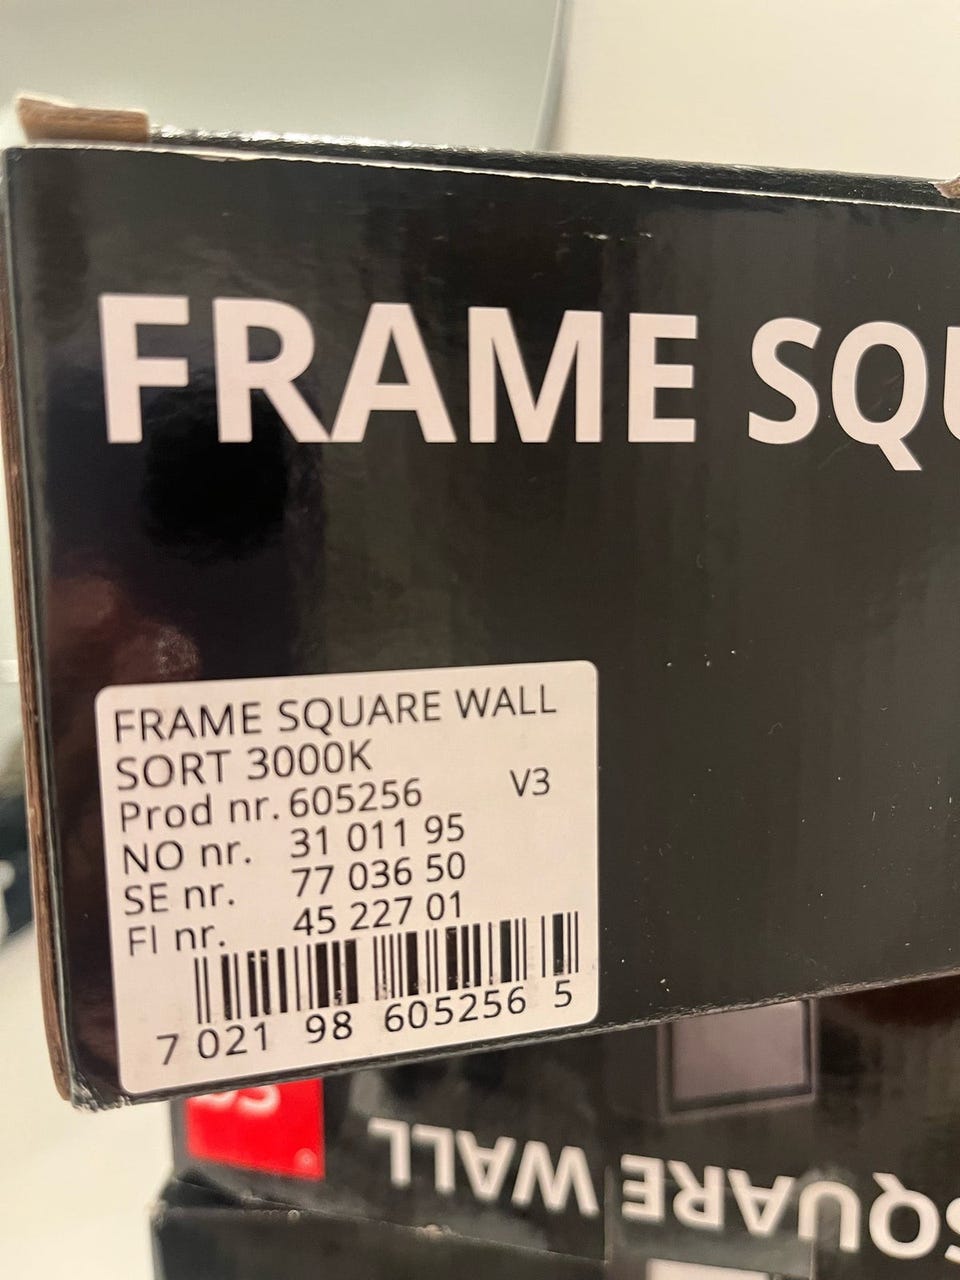 FRAME SQU
FRAME SQUARE WALL
SORT 3000K
Prod nr. 605256 V3
NO nr. 31 011 95
SE nr. 77 036 50
FI nr. 45 227 01
7 021 98 605256 5
SQUARE WALL